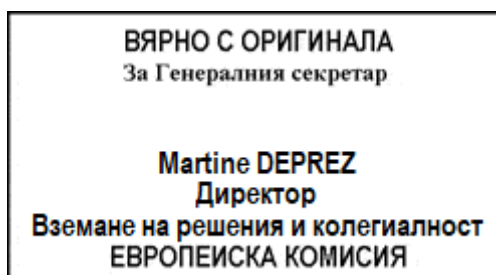 ВЯРНО С ОРИГИНАЛА
За Генералния секретар
Martine DEPREZ
Директор
Вземане на решения и колегиалност
ЕВРОПЕИСКА КОМИСИЯ